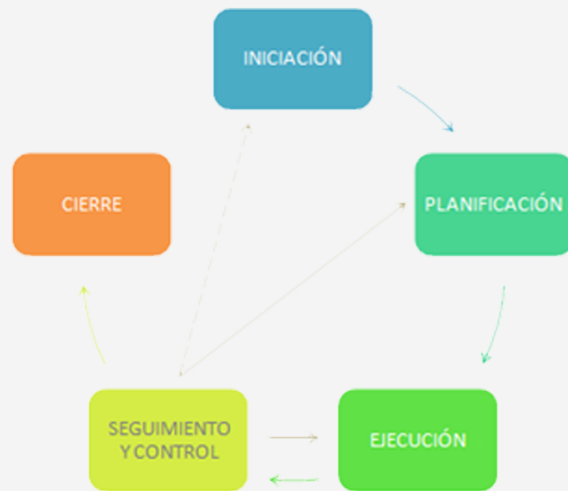 INICIACIÓN
CIERRE
PLANIFICACIÓN
SEGUIMIENTO
Y CONTROL
EJECUCIÓN